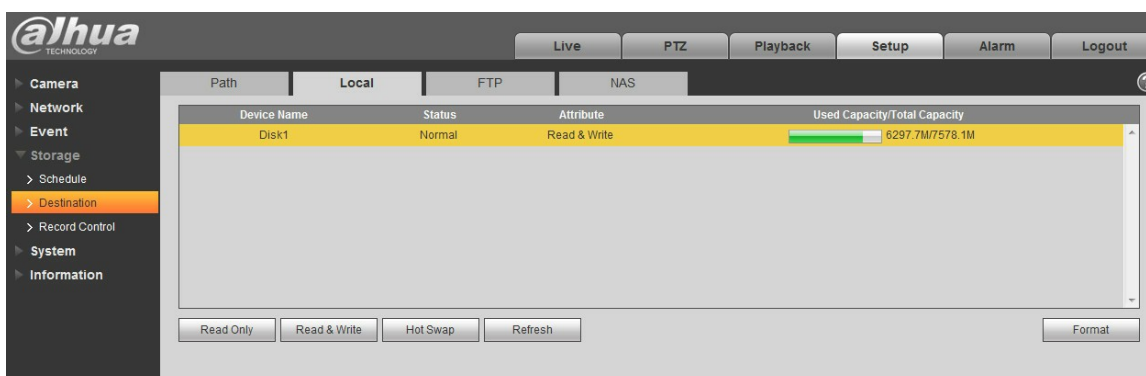 alhua
TECHNOLOGY
Live PTZ Playback Setup Alarm Logout
Camera
Network
Event
Storage
Schedule
Destination
Record Control
System
Information
Path Local FTP NAS
Device Name Status Attribute Used Capacity/Total Capacity
Disk1 Normal Read & Write 6297.7M/7578.1M
Read Only Read & Write Hot Swap Refresh Format